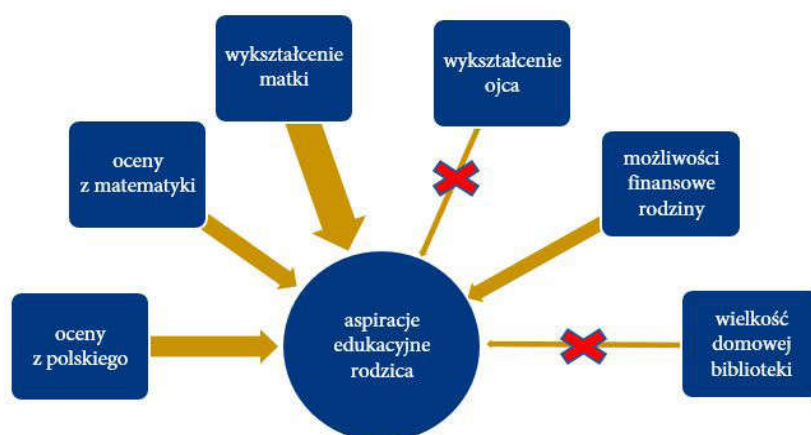 wykształcenie
matki
wykształcenie
ojca
oceny
z matematyki
możliwości
finansowe
rodziny
oceny
z polskiego
aspiracje
edukacyjne
rodzica
wielkość
domowej
biblioteki